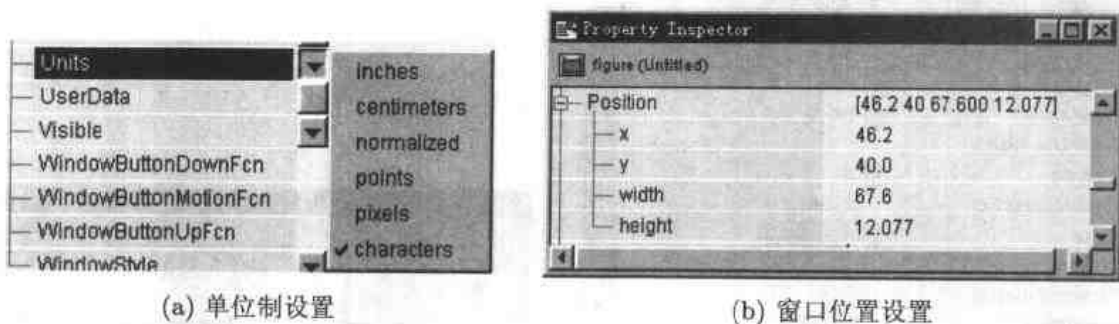 Units
UserData
Visible
WindowButtonDownFcn
WindowButtonMotionFcn
WindowButtonUpFcn
WindowStyle
inches
centimeters
normalized
points
pixels
✓ characters
(a) 单位制设置
Property Inspector
figure (Untitled)
Position [46.2 40 67.600 12.077]
x 46.2
y 40.0
width 67.6
height 12.077
(b) 窗口位置设置